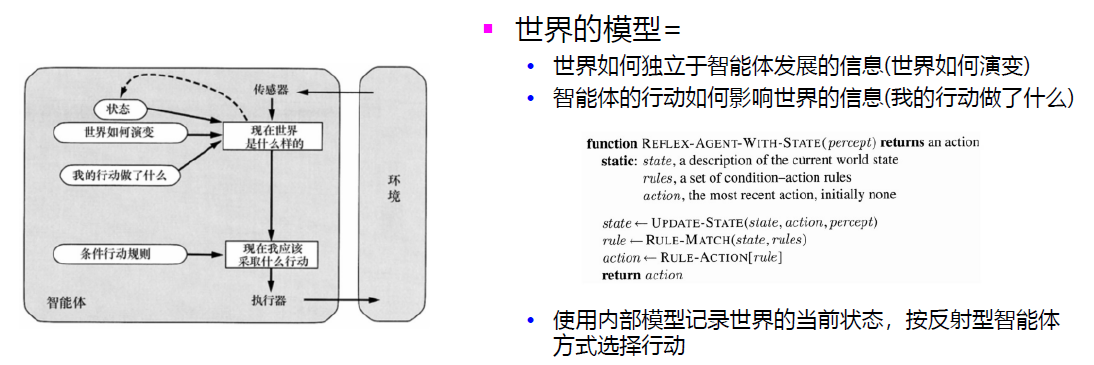 传感器
状态
世界如何演变
现在世界
是什么样的
我的行动做了什么
环
境
条件行动规则
现在我应该
采取什么行动
智能体
执行器
世界的模型=
世界如何独立于智能体发展的信息(世界如何演变)
智能体的行动如何影响世界的信息(我的行动做了什么)
function REFLEX-AGENT-WITH-STATE(percept) returns an action
static: state, a description of the current world state
rules, a set of condition–action rules
action, the most recent action, initially none
state ← UPDATE-STATE(state, action, percept)
rule ← RULE-MATCH(state, rules)
action ← RULE-ACTION[rule]
return action
使用内部模型记录世界的当前状态，按反射型智能体
方式选择行动